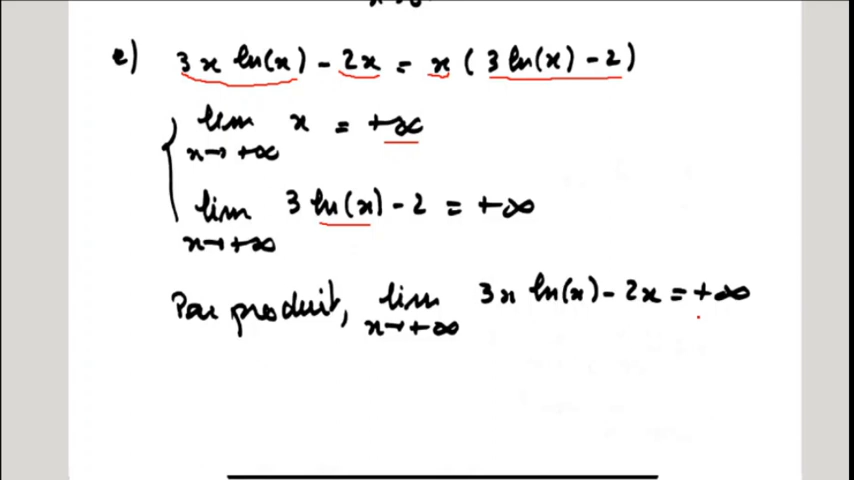 e) 3x ln(x) - 2x = x (3 ln(x) - 2)
lim x = +∞
x→+∞
lim 3 ln(x) - 2 = +∞
x→+∞
Par produit, lim 3x ln(x) - 2x = +∞
x→+∞